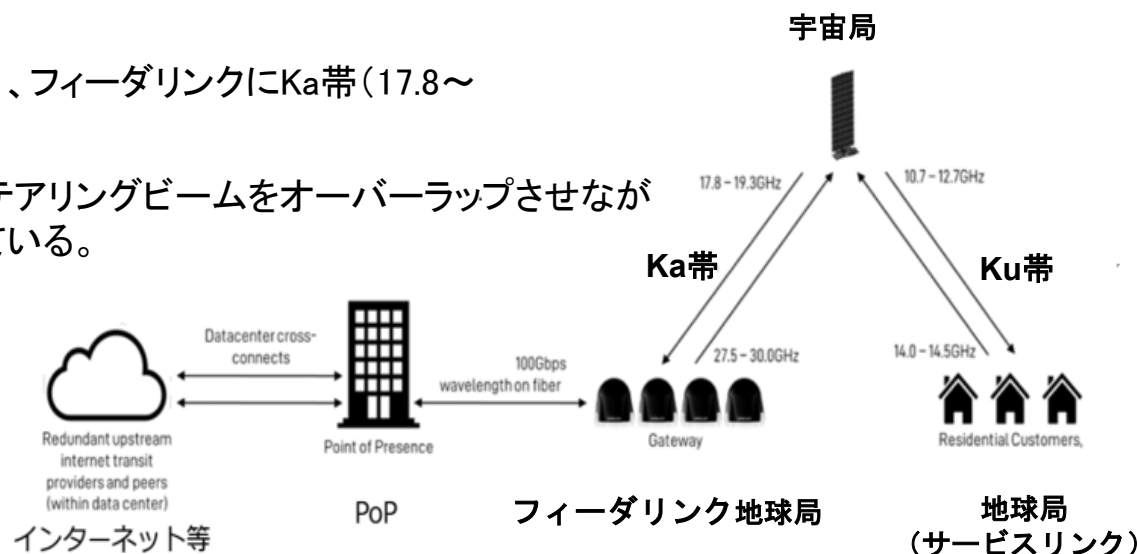 宇宙局
、フィーダリンクにKa帯（17.8～
テアリングビームをオーバーラップさせなが
ている。
17.8 – 19.3GHz
10.7 – 12.7GHz
Ka帯
Ku帯
27.5 – 30.0GHz
14.0 – 14.5GHz
Datacenter cross-
connects
100Gbps
wavelength on fiber
Redundant upstream
internet transit
providers and peers
(within data center)
Point of Presence
Gateway
Residential Customers,
インターネット等
PoP
フィーダリンク地球局
地球局
（サービスリンク）